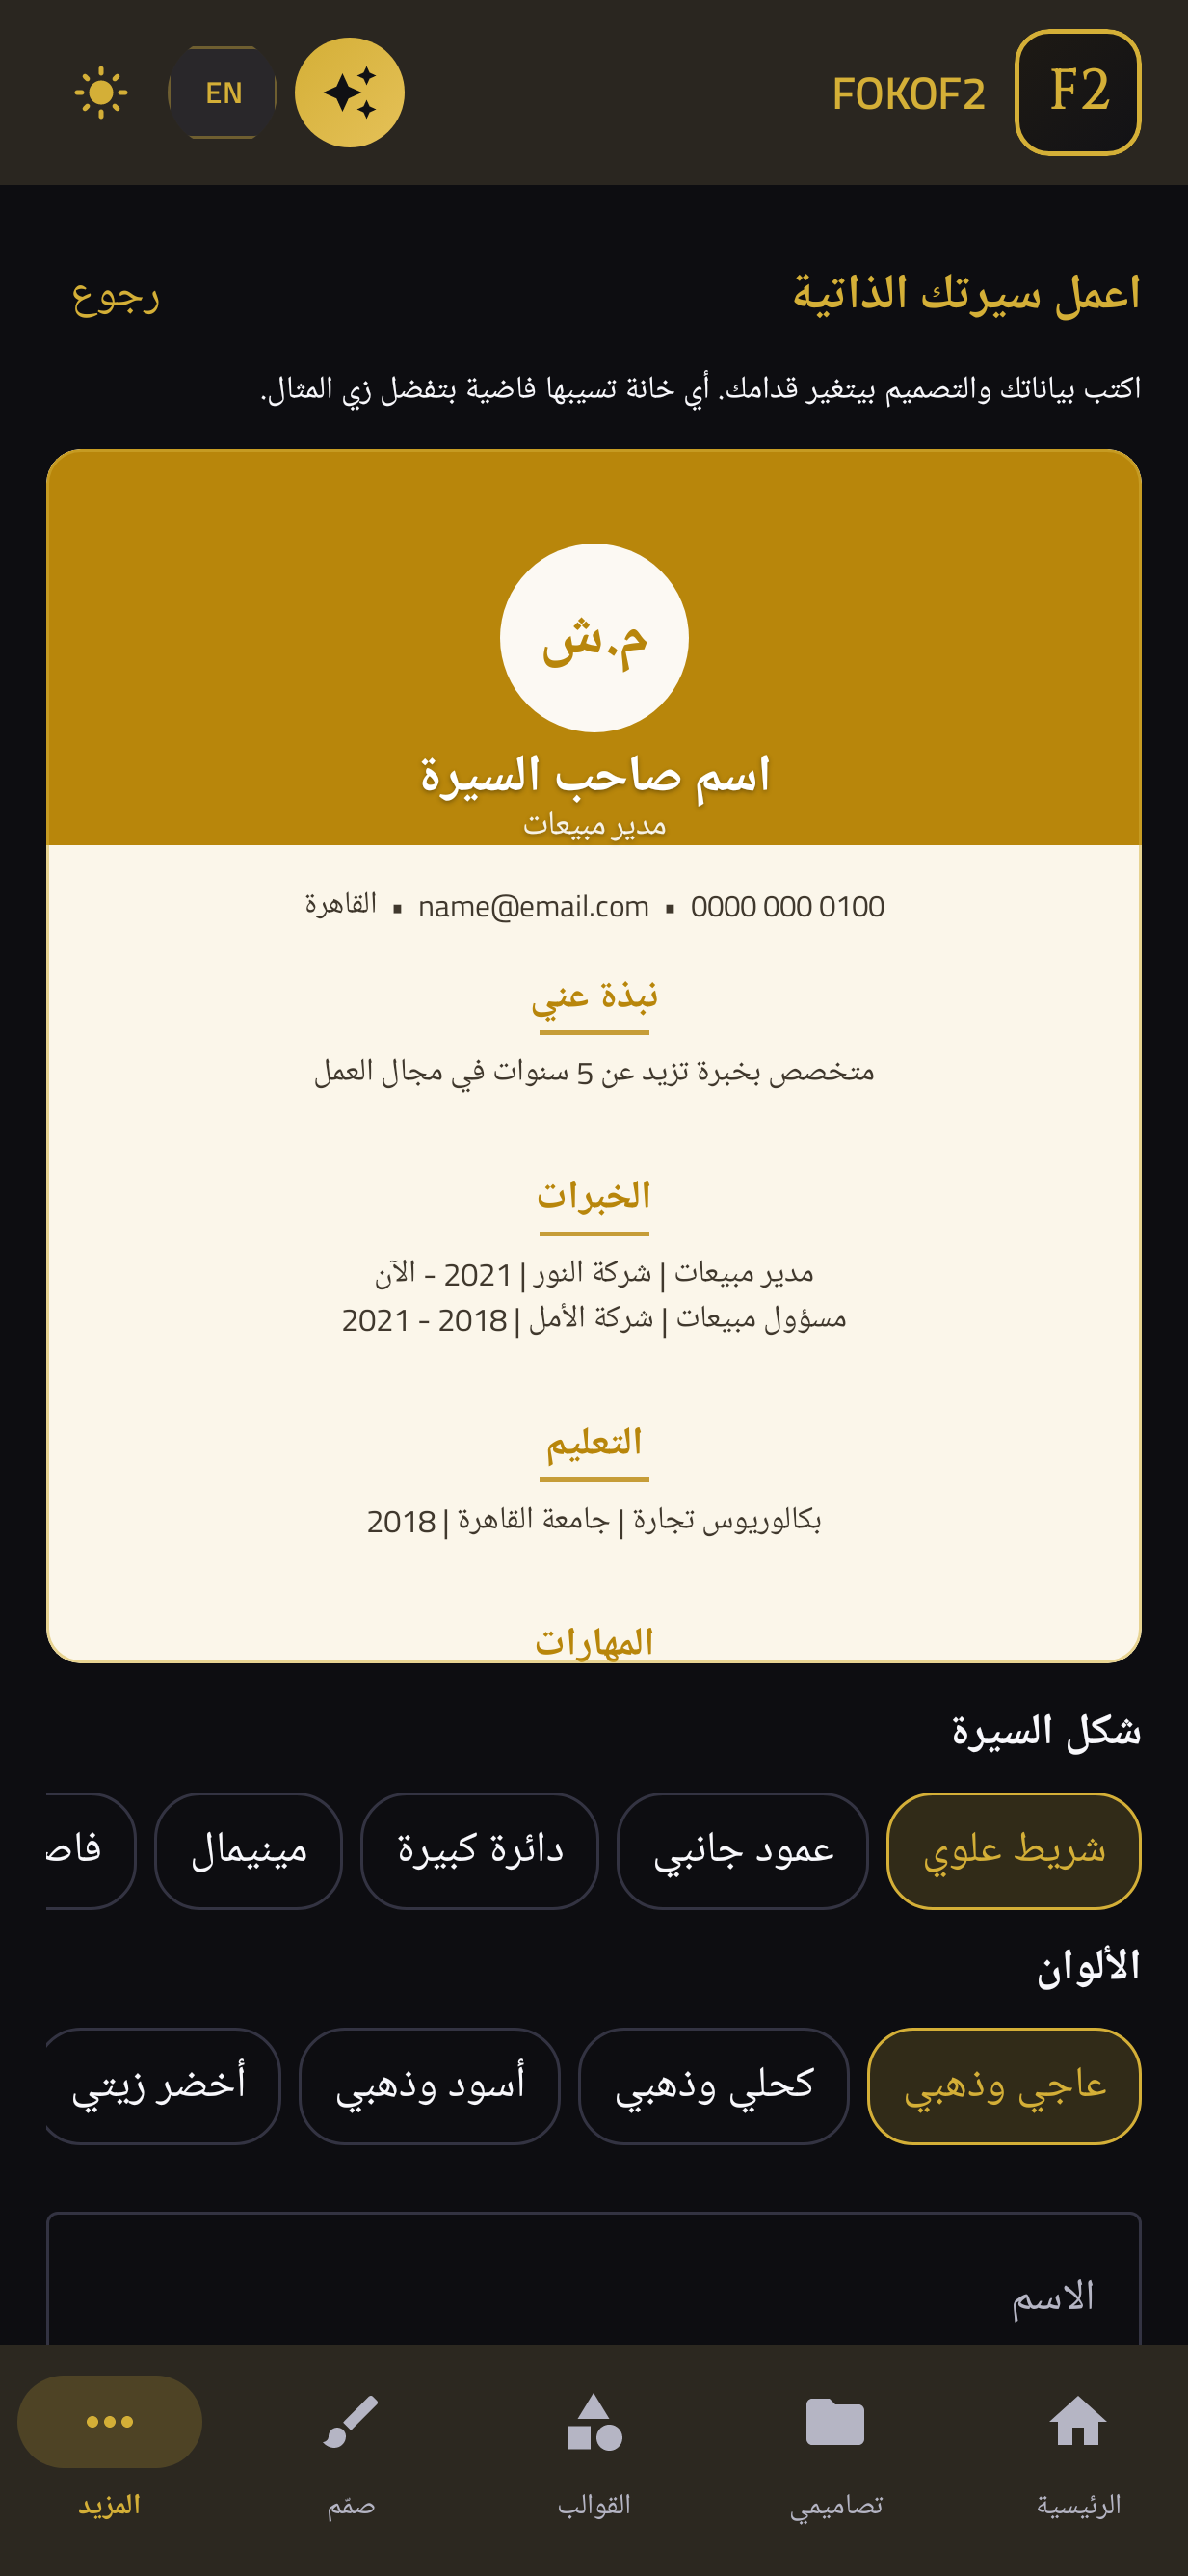 F2
FOKOF2
EN
اعمل سيرتك الذاتية
رجوع
اكتب بياناتك والتصميم بيتغير قدامك. أي خانة تسيبها فاضية بتفضل زي المثال.
م.ش
اسم صاحب السيرة
مدير مبيعات
0100 000 0000 ▪ name@email.com ▪ القاهرة
نبذة عني
متخصص بخبرة تزيد عن 5 سنوات في مجال العمل
الخبرات
مدير مبيعات | شركة النور | 2021 - الآن
مسؤول مبيعات | شركة الأمل | 2018 - 2021
التعليم
بكالوريوس تجارة | جامعة القاهرة | 2018
المهارات
شكل السيرة
شريط علوي
عمود جانبي
دائرة كبيرة
مينيمال
الألوان
عاجي وذهبي
كحلي وذهبي
أسود وذهبي
أخضر زيتي
الاسم
الرئيسية
تصاميمي
القوالب
صمّم
المزيد